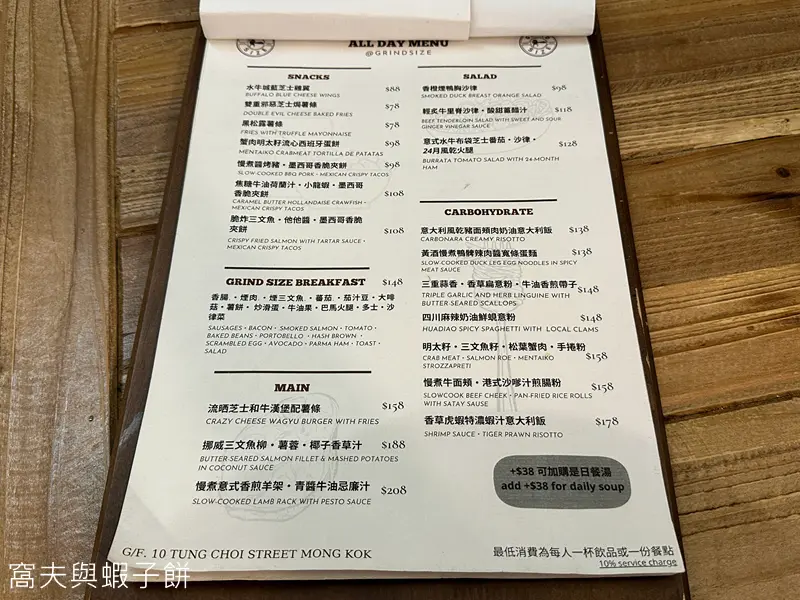 ALL DAY MENU
@GRINDSIZE
SNACKS
水牛城藍芝士雞翼 $88
BUFFALO BLUE CHEESE WINGS
雙重邪惡芝士焗薯條 $78
DOUBLE EVIL CHEESE BAKED FRIES
黑松露薯條 $78
FRIES WITH TRUFFLE MAYONNAISE
蟹肉明太籽流心西班牙蛋餅 $98
MENTAIKO CRABMEAT TORTILLA DE PATATAS
慢煮醬烤豬・墨西哥香脆夾餅 $98
SLOW-COOKED BBQ PORK・MEXICAN CRISPY TACOS
焦糖牛油荷蘭汁・小龍蝦・墨西哥
香脆夾餅 $108
CARAMEL BUTTER HOLLANDAISE CRAWFISH・
MEXICAN CRISPY TACOS
脆炸三文魚・他他醬・墨西哥香脆
夾餅 $108
CRISPY FRIED SALMON WITH TARTAR SAUCE・
MEXICAN CRISPY TACOS
GRIND SIZE BREAKFAST $148
香腸・煙肉・煙三文魚・蕃茄・茄汁豆・大啡
菇・薯餅・炒滑蛋・牛油果・巴馬火腿・多士・沙
律菜
SAUSAGES・BACON・SMOKED SALMON・TOMATO・
BAKED BEANS・PORTOBELLO・HASH BROWN・
SCRAMBLED EGG・AVOCADO・PARMA HAM・TOAST・
SALAD
MAIN
流晒芝士和牛漢堡配薯條 $158
CRAZY CHEESE WAGYU BURGER WITH FRIES
挪威三文魚柳・薯蓉・椰子香草汁 $188
BUTTER-SEARED SALMON FILLET & MASHED POTATOES
IN COCONUT SAUCE
慢煮意式香煎羊架・青醬牛油忌廉汁 $208
SLOW-COOKED LAMB RACK WITH PESTO SAUCE
SALAD
香橙煙鴨胸沙律 $98
SMOKED DUCK BREAST ORANGE SALAD
輕炙牛里脊沙律・酸甜薑醋汁 $118
BEEF TENDERLOIN SALAD WITH SWEET AND SOUR
GINGER VINEGAR SAUCE
意式水牛布袋芝士番茄・沙律・
24月風乾火腿 $128
BURRATA TOMATO SALAD WITH 24-MONTH
HAM
CARBOHYDRATE
意大利風乾豬面頰肉奶油意大利飯 $138
CARBONARA CREAMY RISOTTO
黃酒慢煮鴨髀辣肉醬寬條蛋麵 $138
SLOW-COOKED DUCK LEG EGG NOODLES IN SPICY
MEAT SAUCE
三重蒜香・香草扁意粉・牛油香煎帶子 $148
TRIPLE GARLIC AND HERB LINGUINE WITH
BUTTER SEARED SCALLOPS
四川麻辣奶油鮮蜆意粉 $148
HUADIAO SPICY SPAGHETTI WITH LOCAL CLAMS
明太籽・三文魚籽・松葉蟹肉・手捲粉 $158
CRAB MEAT・SALMON ROE・MENTAIKO
STROZZAPRETI
慢煮牛面頰・港式沙嗲汁煎腸粉 $158
SLOWCOOK BEEF CHEEK・PAN-FRIED RICE ROLLS
WITH SATAY SAUSE
香草虎蝦特濃蝦汁意大利飯 $178
SHRIMP SAUCE・TIGER PRAWN RISOTTO
+$38 可加購是日餐湯
add +$38 for daily soup
G/F. 10 TUNG CHOI STREET MONG KOK
最低消費為每人一杯飲品或一份餐點
10% service charge
窩夫與蝦子餅